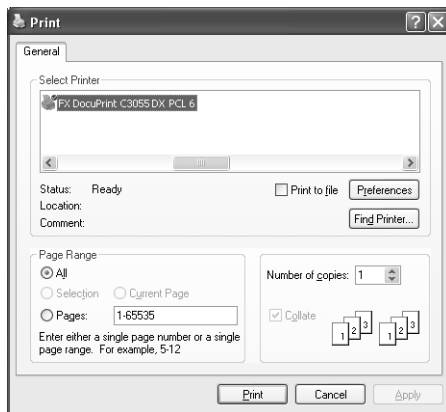 Print
General
Select Printer
FX DocuPrint C3055 DX PCL 6
Status: Ready
Location:
Comment:
Print to file
Preferences
Find Printer...
Page Range
All
Selection Current Page
Pages: 1-65535
Enter either a single page number or a single
page range. For example, 5-12
Number of copies: 1
Collate
1 2 3 1 2 3
Print Cancel Apply